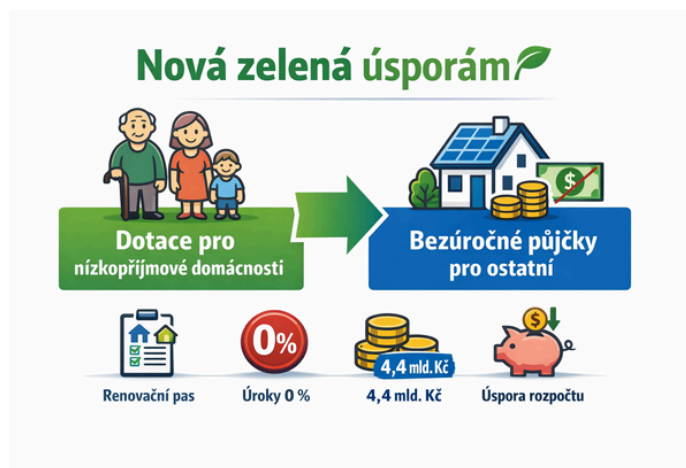 Nová zelená úsporám
Dotace pro
nízkopříjmové domácnosti
$
Bezúročné půjčky
pro ostatní
0%
4,4 mld. Kč
$
Renovační pas
Úroky 0 %
4,4 mld. Kč
Úspora rozpočtu